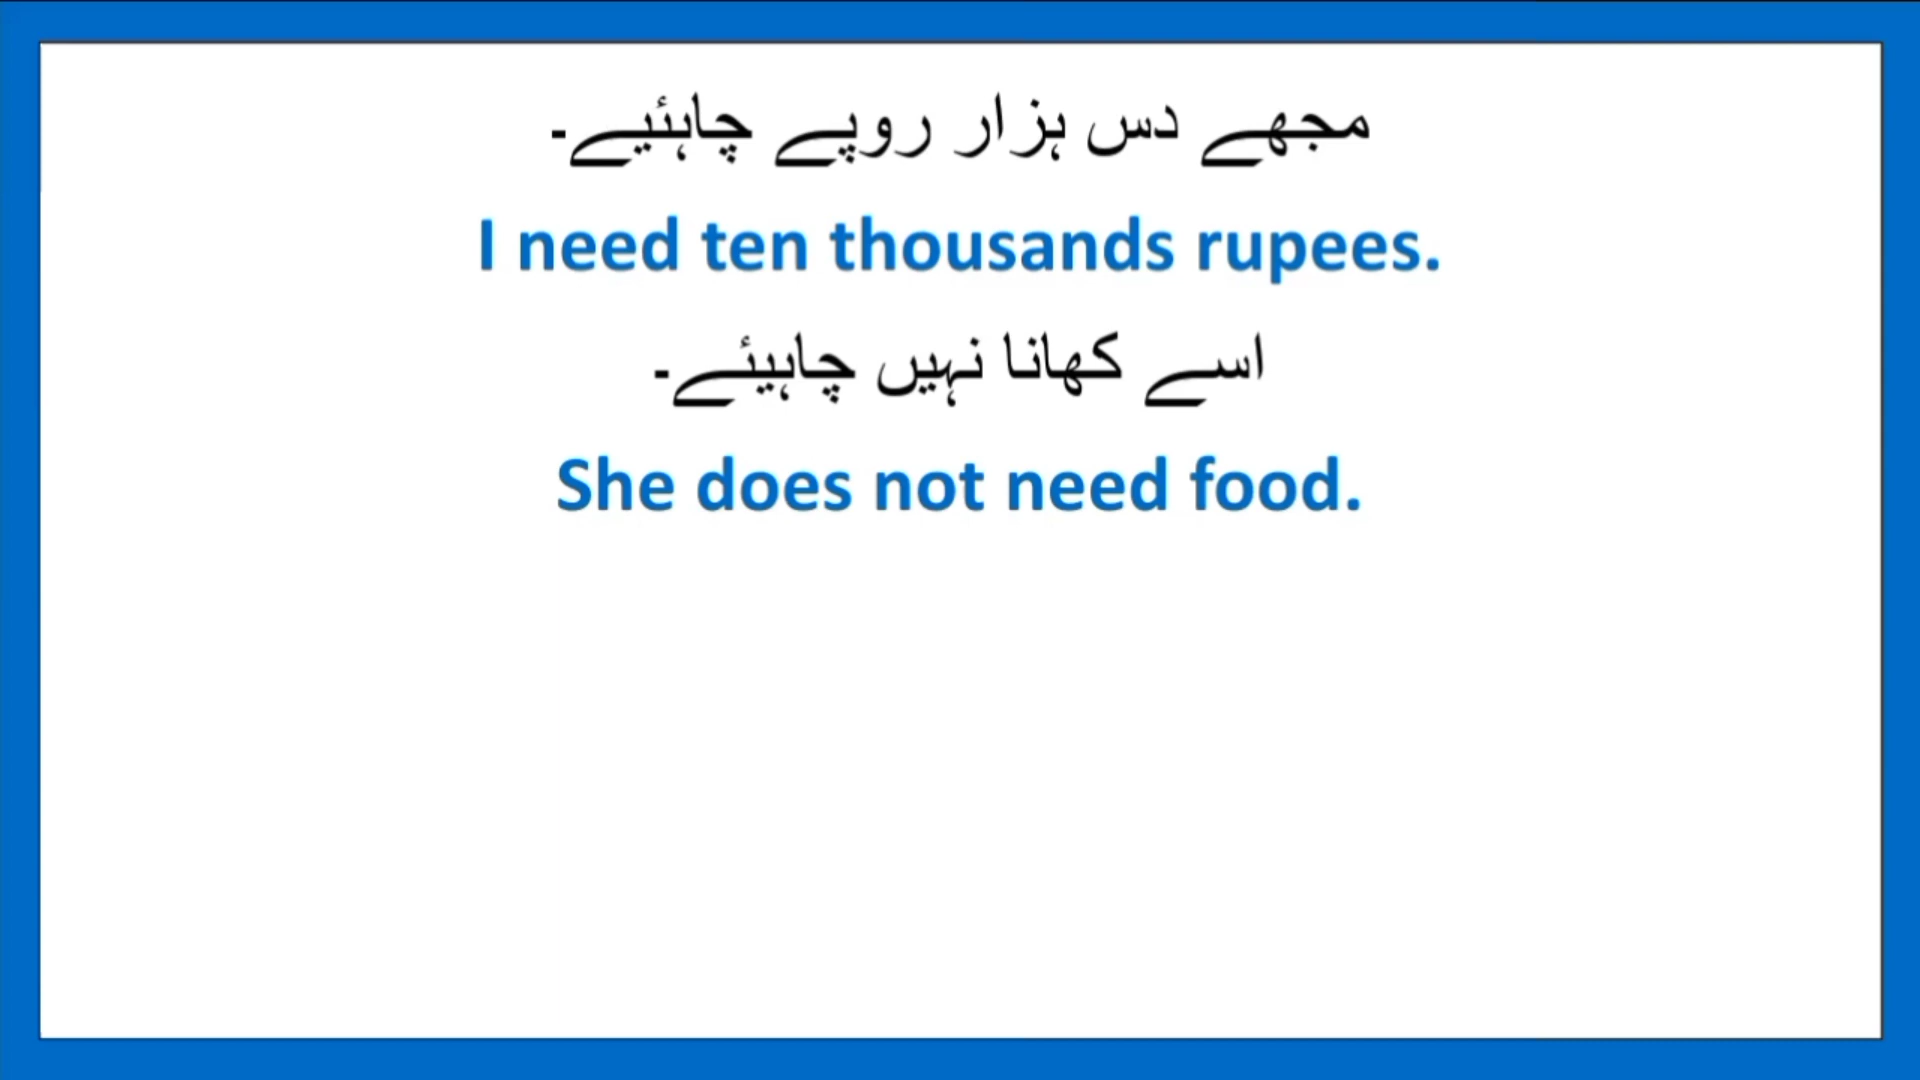 مجھے دس ہزار روپے چاہئیے۔
I need ten thousands rupees.
اسے کھانا نہیں چاہیئے۔
She does not need food.